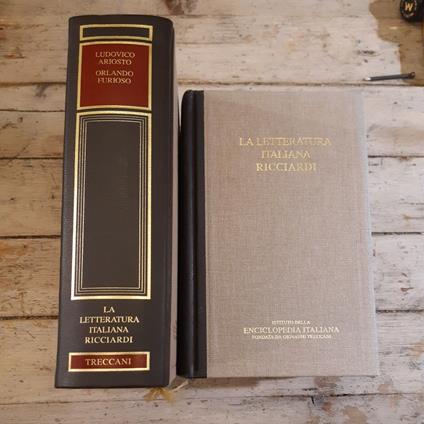 LUDOVICO
ARIOSTO
ORLANDO
FURIOSO
LA
LETTERATURA
ITALIANA
RICCIARDI
TRECCANI
LA LETTERATURA
ITALIANA
RICCIARDI
ISTITUTO DELLA
ENCICLOPEDIA ITALIANA
FONDATA DA GIOVANNI TRECCANI